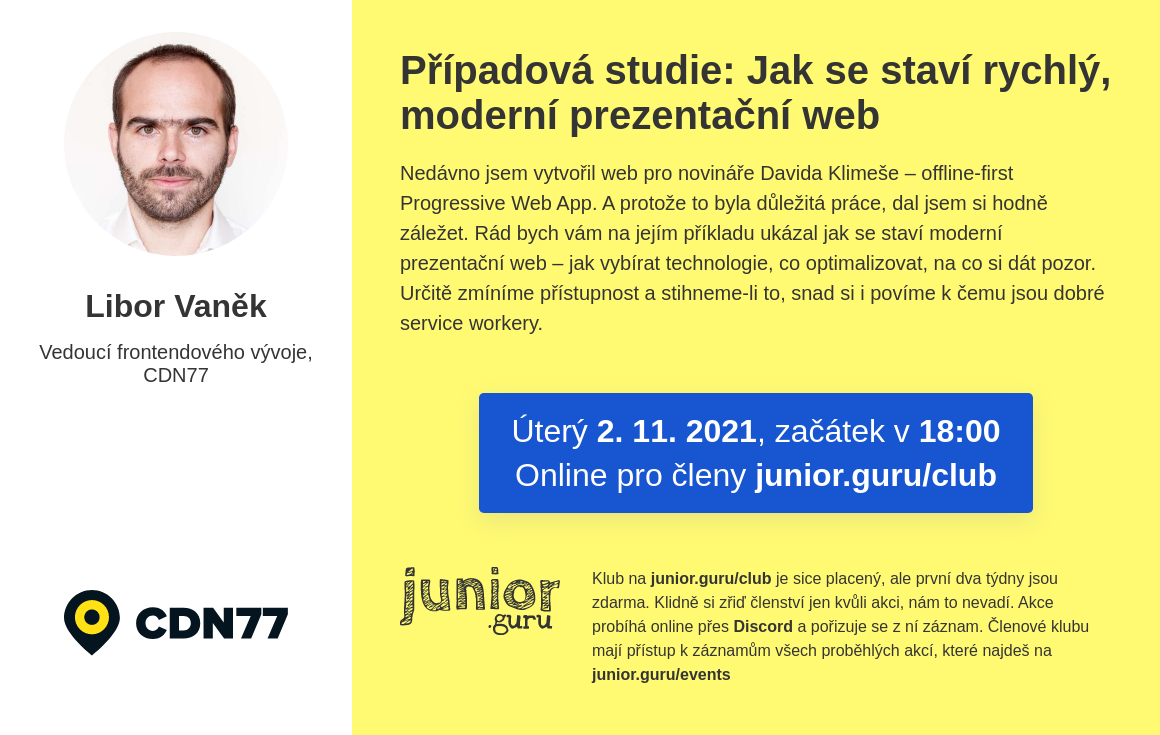 Libor Vaněk
Vedoucí frontendového vývoje,
CDN77
CDN77
Případová studie: Jak se staví rychlý,
moderní prezentační web
Nedávno jsem vytvořil web pro novináře Davida Klimeše – offline-first
Progressive Web App. A protože to byla důležitá práce, dal jsem si hodně
záležet. Rád bych vám na jejím příkladu ukázal jak se staví moderní
prezentační web – jak vybírat technologie, co optimalizovat, na co si dát pozor.
Určitě zmíníme přístupnost a stihneme-li to, snad si i povíme k čemu jsou dobré
service workery.
Úterý 2. 11. 2021, začátek v 18:00
Online pro členy junior.guru/club
junior
.guru
Klub na junior.guru/club je sice placený, ale první dva týdny jsou
zdarma. Klidně si zřiď členství jen kvůli akci, nám to nevadí. Akce
probíhá online přes Discord a pořizuje se z ní záznam. Členové klubu
mají přístup k záznamům všech proběhlých akcí, které najdeš na
junior.guru/events